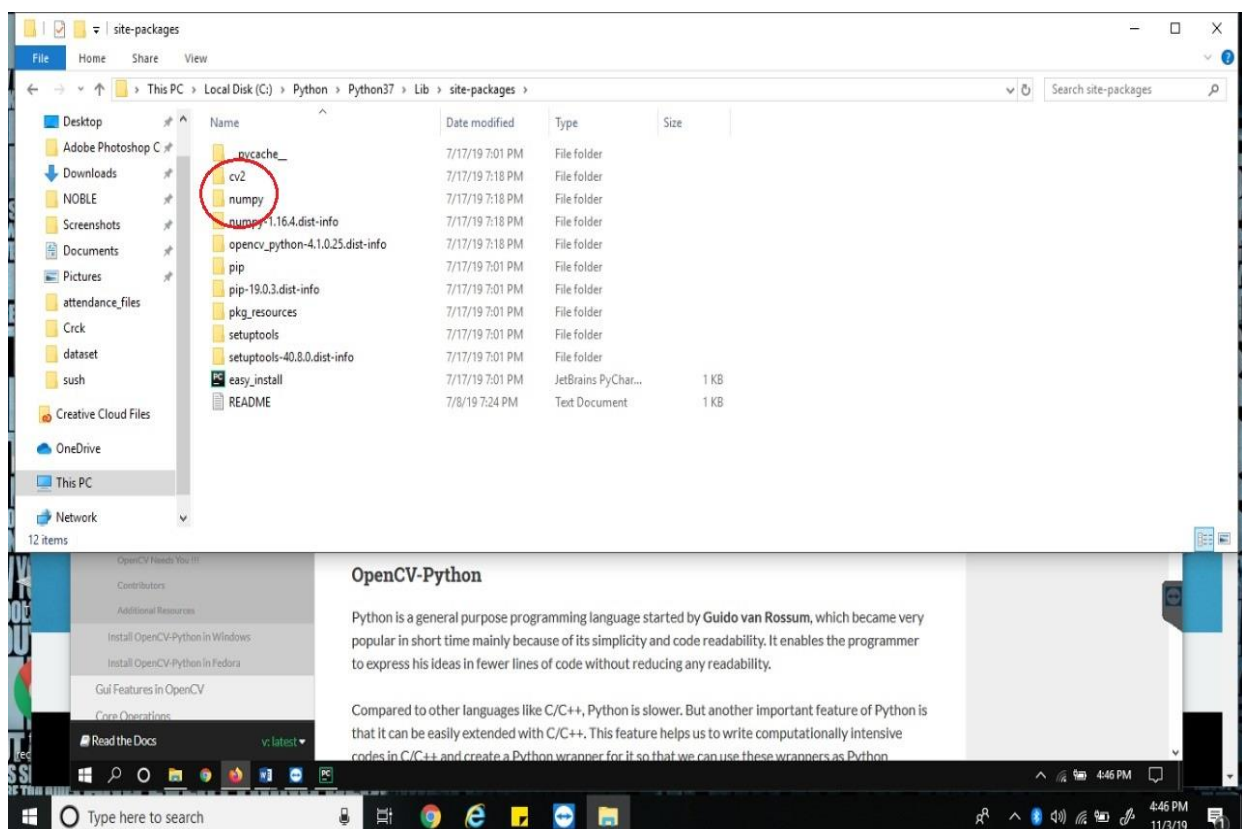 site-packages
File Home Share View
This PC > Local Disk (C:) > Python > Python37 > Lib > site-packages >
Search site-packages
Name Date modified Type Size
Desktop
Adobe Photoshop C
Downloads
NOBLE
Screenshots
Documents
Pictures
attendance_files
Crck
dataset
sush
Creative Cloud Files
OneDrive
This PC
Network
__pycache__ 7/17/19 7:01 PM File folder
cv2 7/17/19 7:18 PM File folder
numpy 7/17/19 7:18 PM File folder
numpy-1.16.4.dist-info 7/17/19 7:18 PM File folder
opencv_python-4.1.0.25.dist-info 7/17/19 7:18 PM File folder
pip 7/17/19 7:01 PM File folder
pip-19.0.3.dist-info 7/17/19 7:01 PM File folder
pkg_resources 7/17/19 7:01 PM File folder
setuptools 7/17/19 7:01 PM File folder
setuptools-40.8.0.dist-info 7/17/19 7:01 PM File folder
easy_install 7/17/19 7:01 PM JetBrains PyChar... 1 KB
README 7/8/19 7:24 PM Text Document 1 KB
12 items
OpenCV Needs You !!!
Contributors
Additional Resources
Install OpenCV-Python in Windows
Install OpenCV-Python in Fedora
Gui Features in OpenCV
Core Operations
Read the Docs v: latest
OpenCV-Python
Python is a general purpose programming language started by Guido van Rossum, which became very
popular in short time mainly because of its simplicity and code readability. It enables the programmer
to express his ideas in fewer lines of code without reducing any readability.
Compared to other languages like C/C++, Python is slower. But another important feature of Python is
that it can be easily extended with C/C++. This feature helps us to write computationally intensive
codes in C/C++ and create a Python wrapper for it so that we can use these wrappers as Python
4:46 PM
Type here to search
4:46 PM
11/3/19